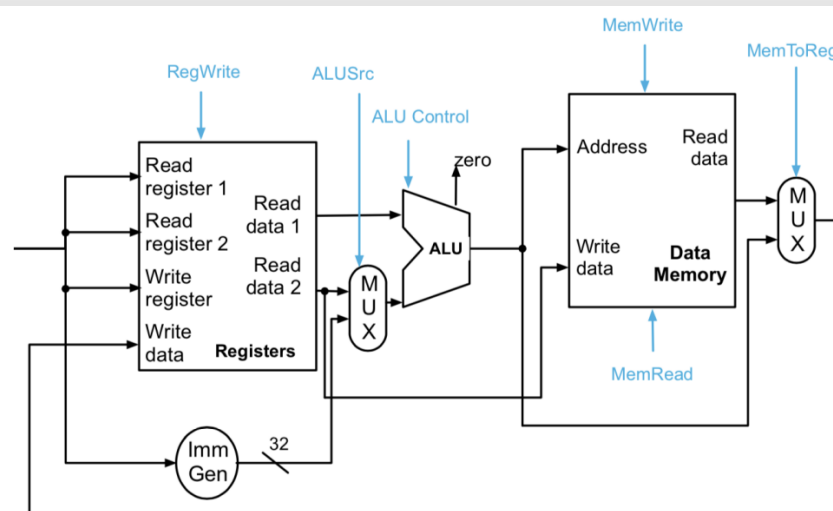 MemWrite
MemToReg
RegWrite
ALUSrc
ALU Control
Read
register 1
Read
register 2
Write
register
Write
data
Read
data 1
Read
data 2
Registers
M
U
X
zero
ALU
Address
Read
data
Write
data
Data
Memory
M
U
X
MemRead
Imm
Gen
32